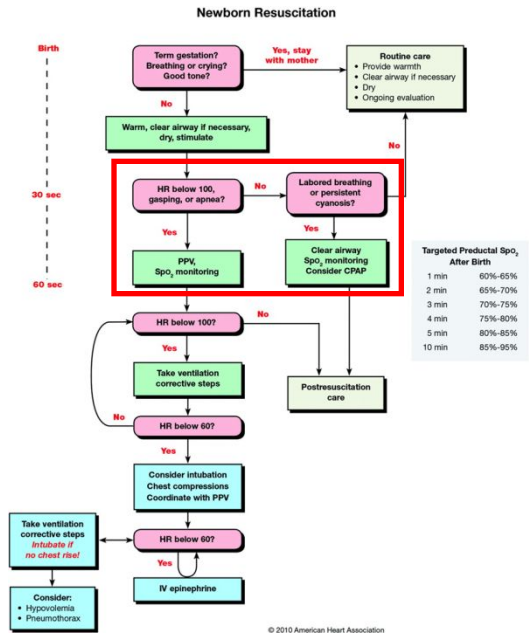 Newborn Resuscitation
Birth
Term gestation?
Breathing or crying?
Good tone?
Yes, stay
with mother
Routine care
• Provide warmth
• Clear airway if necessary
• Dry
• Ongoing evaluation
No
Warm, clear airway if necessary,
dry, stimulate
No
30 sec
HR below 100,
gasping, or apnea?
No
Labored breathing
or persistent
cyanosis?
Yes
Yes
60 sec
PPV,
SpO₂ monitoring
Clear airway
SpO₂ monitoring
Consider CPAP
Targeted Preductal SpO₂
After Birth
1 min 60%-65%
2 min 65%-70%
3 min 70%-75%
4 min 75%-80%
5 min 80%-85%
10 min 85%-95%
HR below 100?
No
Yes
Take ventilation
corrective steps
Postresuscitation
care
No
HR below 60?
Yes
Consider intubation
Chest compressions
Coordinate with PPV
Take ventilation
corrective steps
Intubate if
no chest rise!
HR below 60?
Yes
IV epinephrine
Consider:
• Hypovolemia
• Pneumothorax
© 2010 American Heart Association